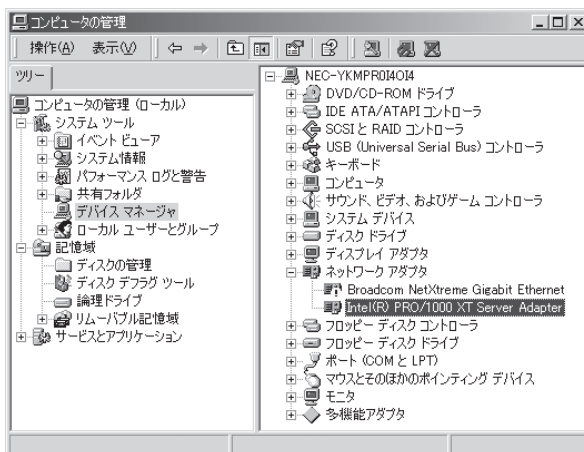 コンピュータの管理
操作(A) 表示(V)
ツリー
コンピュータの管理 (ローカル)
システム ツール
イベント ビューア
システム情報
パフォーマンス ログと警告
共有フォルダ
デバイス マネージャ
ローカル ユーザーとグループ
記憶域
ディスクの管理
ディスク デフラグ ツール
論理ドライブ
リムーバブル記憶域
サービスとアプリケーション
NEC-YKMPR0I4OI4
DVD/CD-ROM ドライブ
IDE ATA/ATAPI コントローラ
SCSI と RAID コントローラ
USB (Universal Serial Bus) コントローラ
キーボード
コンピュータ
サウンド、ビデオ、およびゲーム コントローラ
システム デバイス
ディスク ドライブ
ディスプレイ アダプタ
ネットワーク アダプタ
Broadcom NetXtreme Gigabit Ethernet
Intel(R) PRO/1000 XT Server Adapter
フロッピー ディスク コントローラ
フロッピー ディスク ドライブ
ポート (COM と LPT)
マウスとそのほかのポインティング デバイス
モニタ
多機能アダプタ